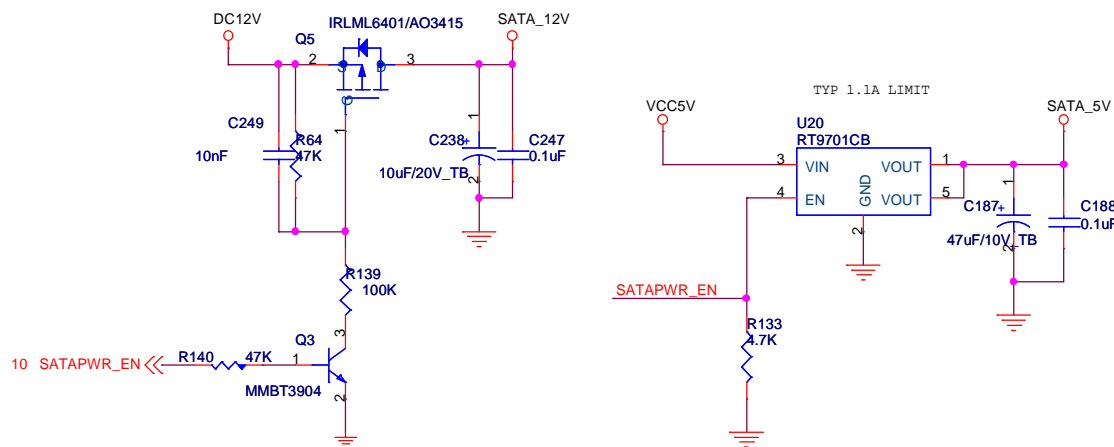 DC12V
IRLML6401/AO3415
SATA_12V
Q5
2
3
S
D
G
1
C249
10nF
R64
47K
C238
+
1
2
10uF/20V_TB
C247
0.1uF
R139
100K
Q3
3
10 SATAPWR_EN
R140
47K
1
MMBT3904
2
TYP 1.1A LIMIT
VCC5V
SATA_5V
U20
RT9701CB
3
VIN
VOUT
1
4
EN
VOUT
5
GND
2
C187
+
1
2
47uF/10V_TB
C188
0.1uF
SATAPWR_EN
R133
4.7K